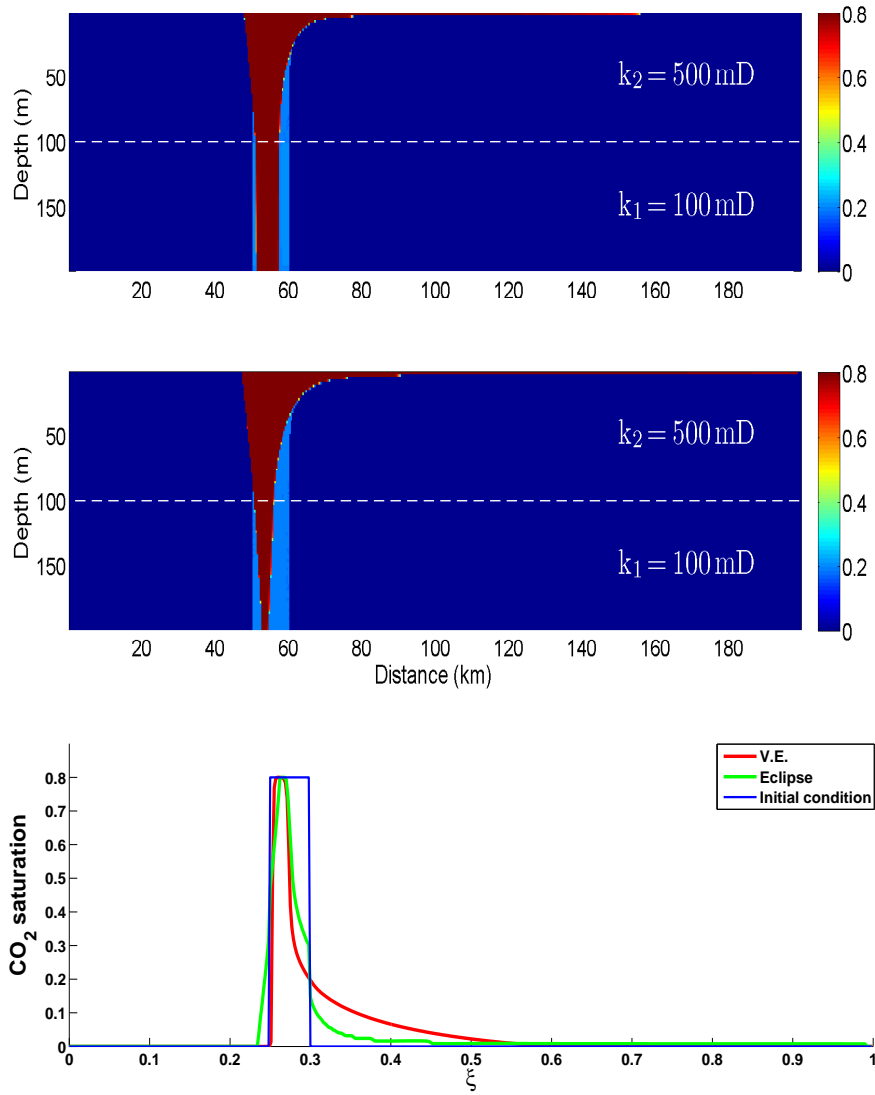 0.8
0.6
0.4
0.2
0
Depth (m)
50
100
150
k₂ = 500 mD
k₁ = 100 mD
20 40 60 80 100 120 140 160 180
0.8
0.6
0.4
0.2
0
Depth (m)
50
100
150
k₂ = 500 mD
k₁ = 100 mD
20 40 60 80 100 120 140 160 180
Distance (km)
V.E.
Eclipse
Initial condition
CO₂ saturation
0.8
0.7
0.6
0.5
0.4
0.3
0.2
0.1
0
0 0.1 0.2 0.3 0.4 0.5 0.6 0.7 0.8 0.9 1
ξ